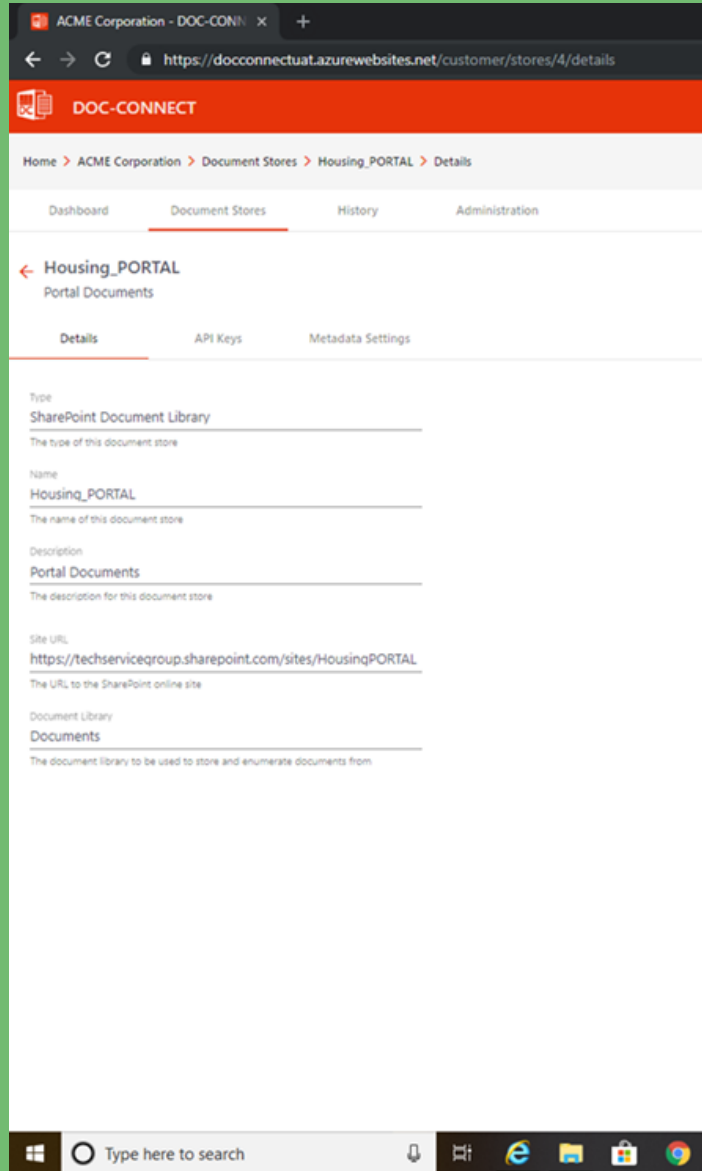 ACME Corporation - DOC-CONN
https://docconnectuat.azurewebsites.net/customer/stores/4/details
DOC-CONNECT
Home > ACME Corporation > Document Stores > Housing_PORTAL > Details
Dashboard Document Stores History Administration
Housing_PORTAL
Portal Documents
Details API Keys Metadata Settings
Type
SharePoint Document Library
The type of this document store
Name
Housing_PORTAL
The name of this document store
Description
Portal Documents
The description for this document store
Site URL
https://techservicegroup.sharepoint.com/sites/HousingPORTAL
The URL to the SharePoint online site
Document Library
Documents
The document library to be used to store and enumerate documents from
Type here to search